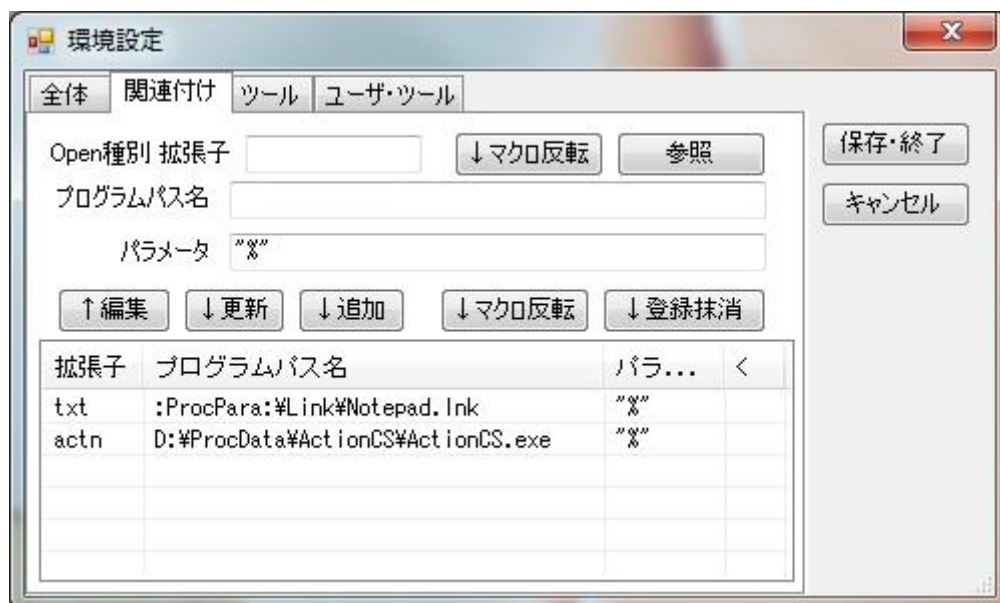 環境設定
全体 関連付け ツール ユーザ・ツール
Open種別 拡張子 ↓マクロ反転 参照 保存・終了
プログラムパス名 キャンセル
パラメータ "%"
↑編集 ↓更新 ↓追加 ↓マクロ反転 ↓登録抹消
拡張子 プログラムパス名 パラ... <
txt :ProcPara:¥Link¥Notepad.lnk "%"
actn D:¥ProcData¥ActionCS¥ActionCS.exe "%"